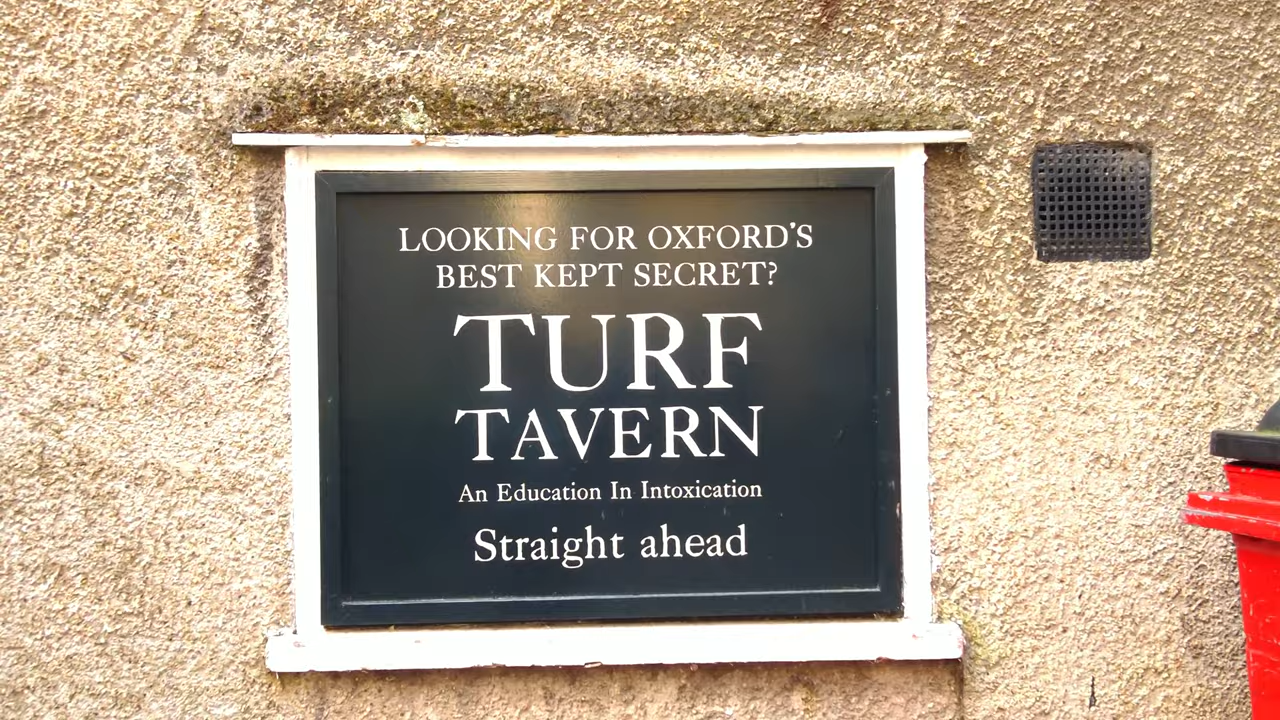 LOOKING FOR OXFORD'S
BEST KEPT SECRET?
TURF
TAVERN
An Education In Intoxication
Straight ahead